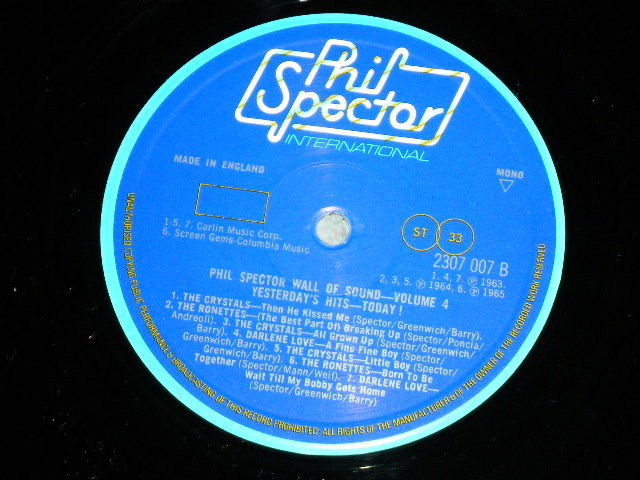 Phil
Spector
INTERNATIONAL
MADE IN ENGLAND
MONO
1-5, 7. Carlin Music Corp.
6. Screen Gems-Columbia Music
ST 33
2307 007 B
1, 4, 7, Ⓟ 1963.
2, 3, 5. Ⓟ 1964, 6. Ⓟ 1965
PHIL SPECTOR WALL OF SOUND—VOLUME 4
YESTERDAY'S HITS—TODAY!
1. THE CRYSTALS—Then He Kissed Me (Spector/Greenwich/Barry).
2. THE RONETTES—(The Best Part Of) Breaking Up (Spector/Poncia/
Andreoli). 3. THE CRYSTALS—All Grown Up (Spector/Greenwich/
Barry). 4. DARLENE LOVE—A Fine Fine Boy (Spector/
Greenwich/Barry). 5. THE CRYSTALS—Little Boy (Spector/
Greenwich/Barry). 6. THE RONETTES—Born To Be
Together (Spector/Mann/Weil). 7. DARLENE LOVE—
Wait Till My Bobby Gets Home
(Spector/Greenwich/Barry)
UNAUTHORISED COPYING PUBLIC PERFORMANCE & BROADCASTING OF THIS RECORD PROHIBITED. ALL RIGHTS OF THE MANUFACTURER & OF THE OWNER OF THE RECORDED WORK RESERVED